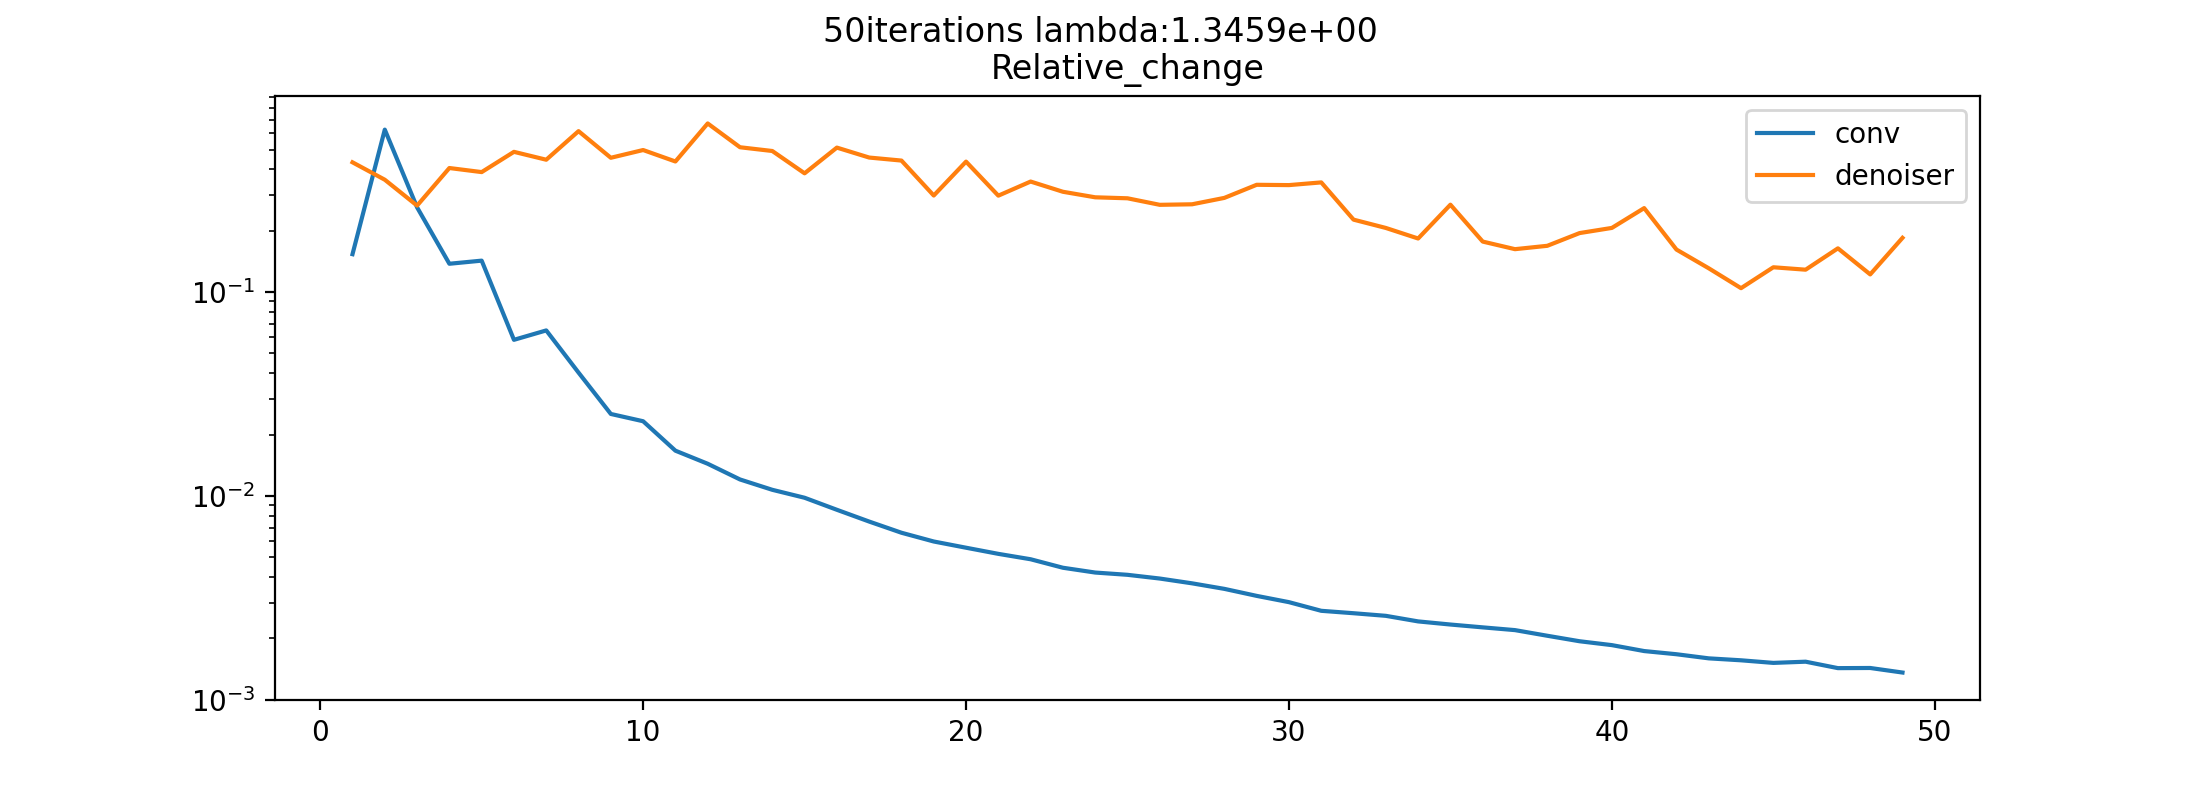 50iterations lambda:1.3459e+00
Relative_change
conv
denoiser
10⁻¹
10⁻²
10⁻³
0 10 20 30 40 50